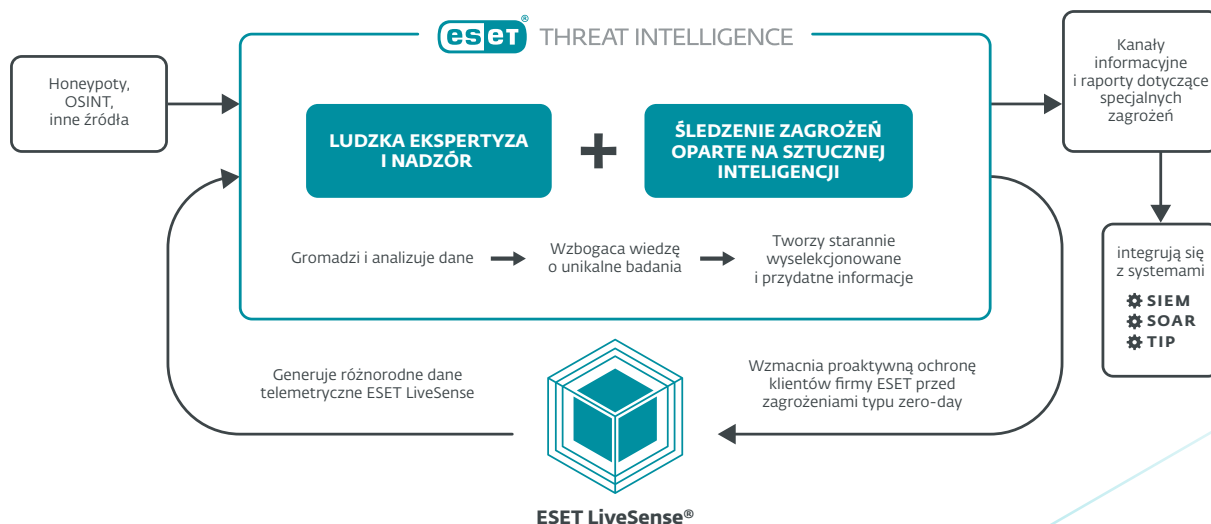 eset® THREAT INTELLIGENCE
Honeypoty,
OSINT,
inne źródła
LUDZKA EKSPERTYZA
I NADZÓR
+
ŚLEDZENIE ZAGROŻEŃ
OPARTE NA SZTUCZNEJ
INTELIGENCJI
Gromadzi i analizuje dane
Wzbogaca wiedzę
o unikalne badania
Tworzy starannie
wyselekcjonowane
i przydatne informacje
Kanały
informacyjne
i raporty dotyczące
specjalnych
zagrożeń
integrują się
z systemami
SIEM
SOAR
TIP
Generuje różnorodne dane
telemetryczne ESET LiveSense
Wzmacnia proaktywną ochronę
klientów firmy ESET przed
zagrożeniami typu zero-day
ESET LiveSense®